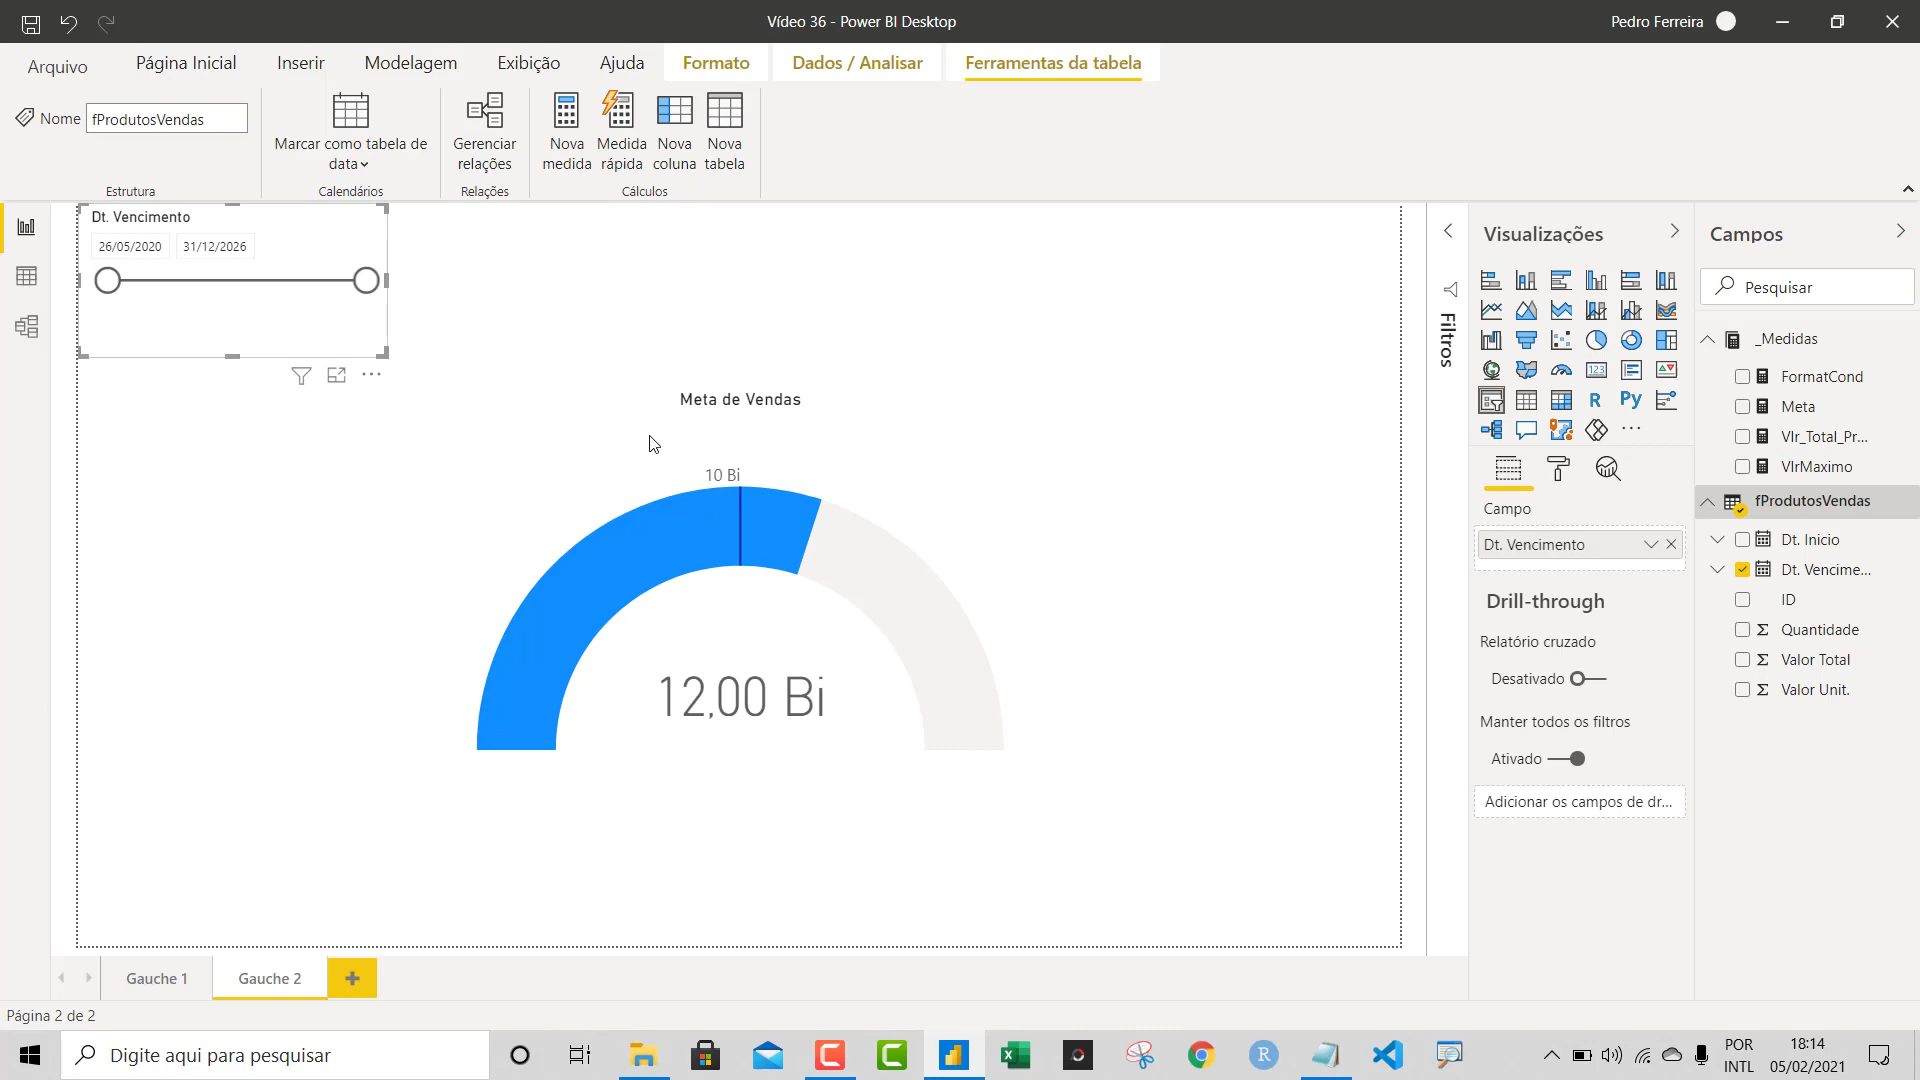 Vídeo 36 - Power BI Desktop
Pedro Ferreira
Arquivo
Página Inicial
Inserir
Modelagem
Exibição
Ajuda
Formato
Dados / Analisar
Ferramentas da tabela
Nome
fProdutosVendas
Marcar como tabela de
data
Gerenciar
relações
Nova
medida
Medida
rápida
Nova
coluna
Nova
tabela
Estrutura
Calendários
Relações
Cálculos
Dt. Vencimento
26/05/2020
31/12/2026
Meta de Vendas
10 Bi
12,00 Bi
Filtros
Visualizações
123
R
Py
Campo
Dt. Vencimento
Drill-through
Relatório cruzado
Desativado
Manter todos os filtros
Ativado
Adicionar os campos de dr...
Campos
Pesquisar
_Medidas
FormatCond
Meta
Vlr_Total_Pr...
VlrMaximo
fProdutosVendas
Dt. Inicio
Dt. Vencime...
ID
Quantidade
Valor Total
Valor Unit.
Gauche 1
Gauche 2
Página 2 de 2
Digite aqui para pesquisar
POR
INTL
18:14
05/02/2021